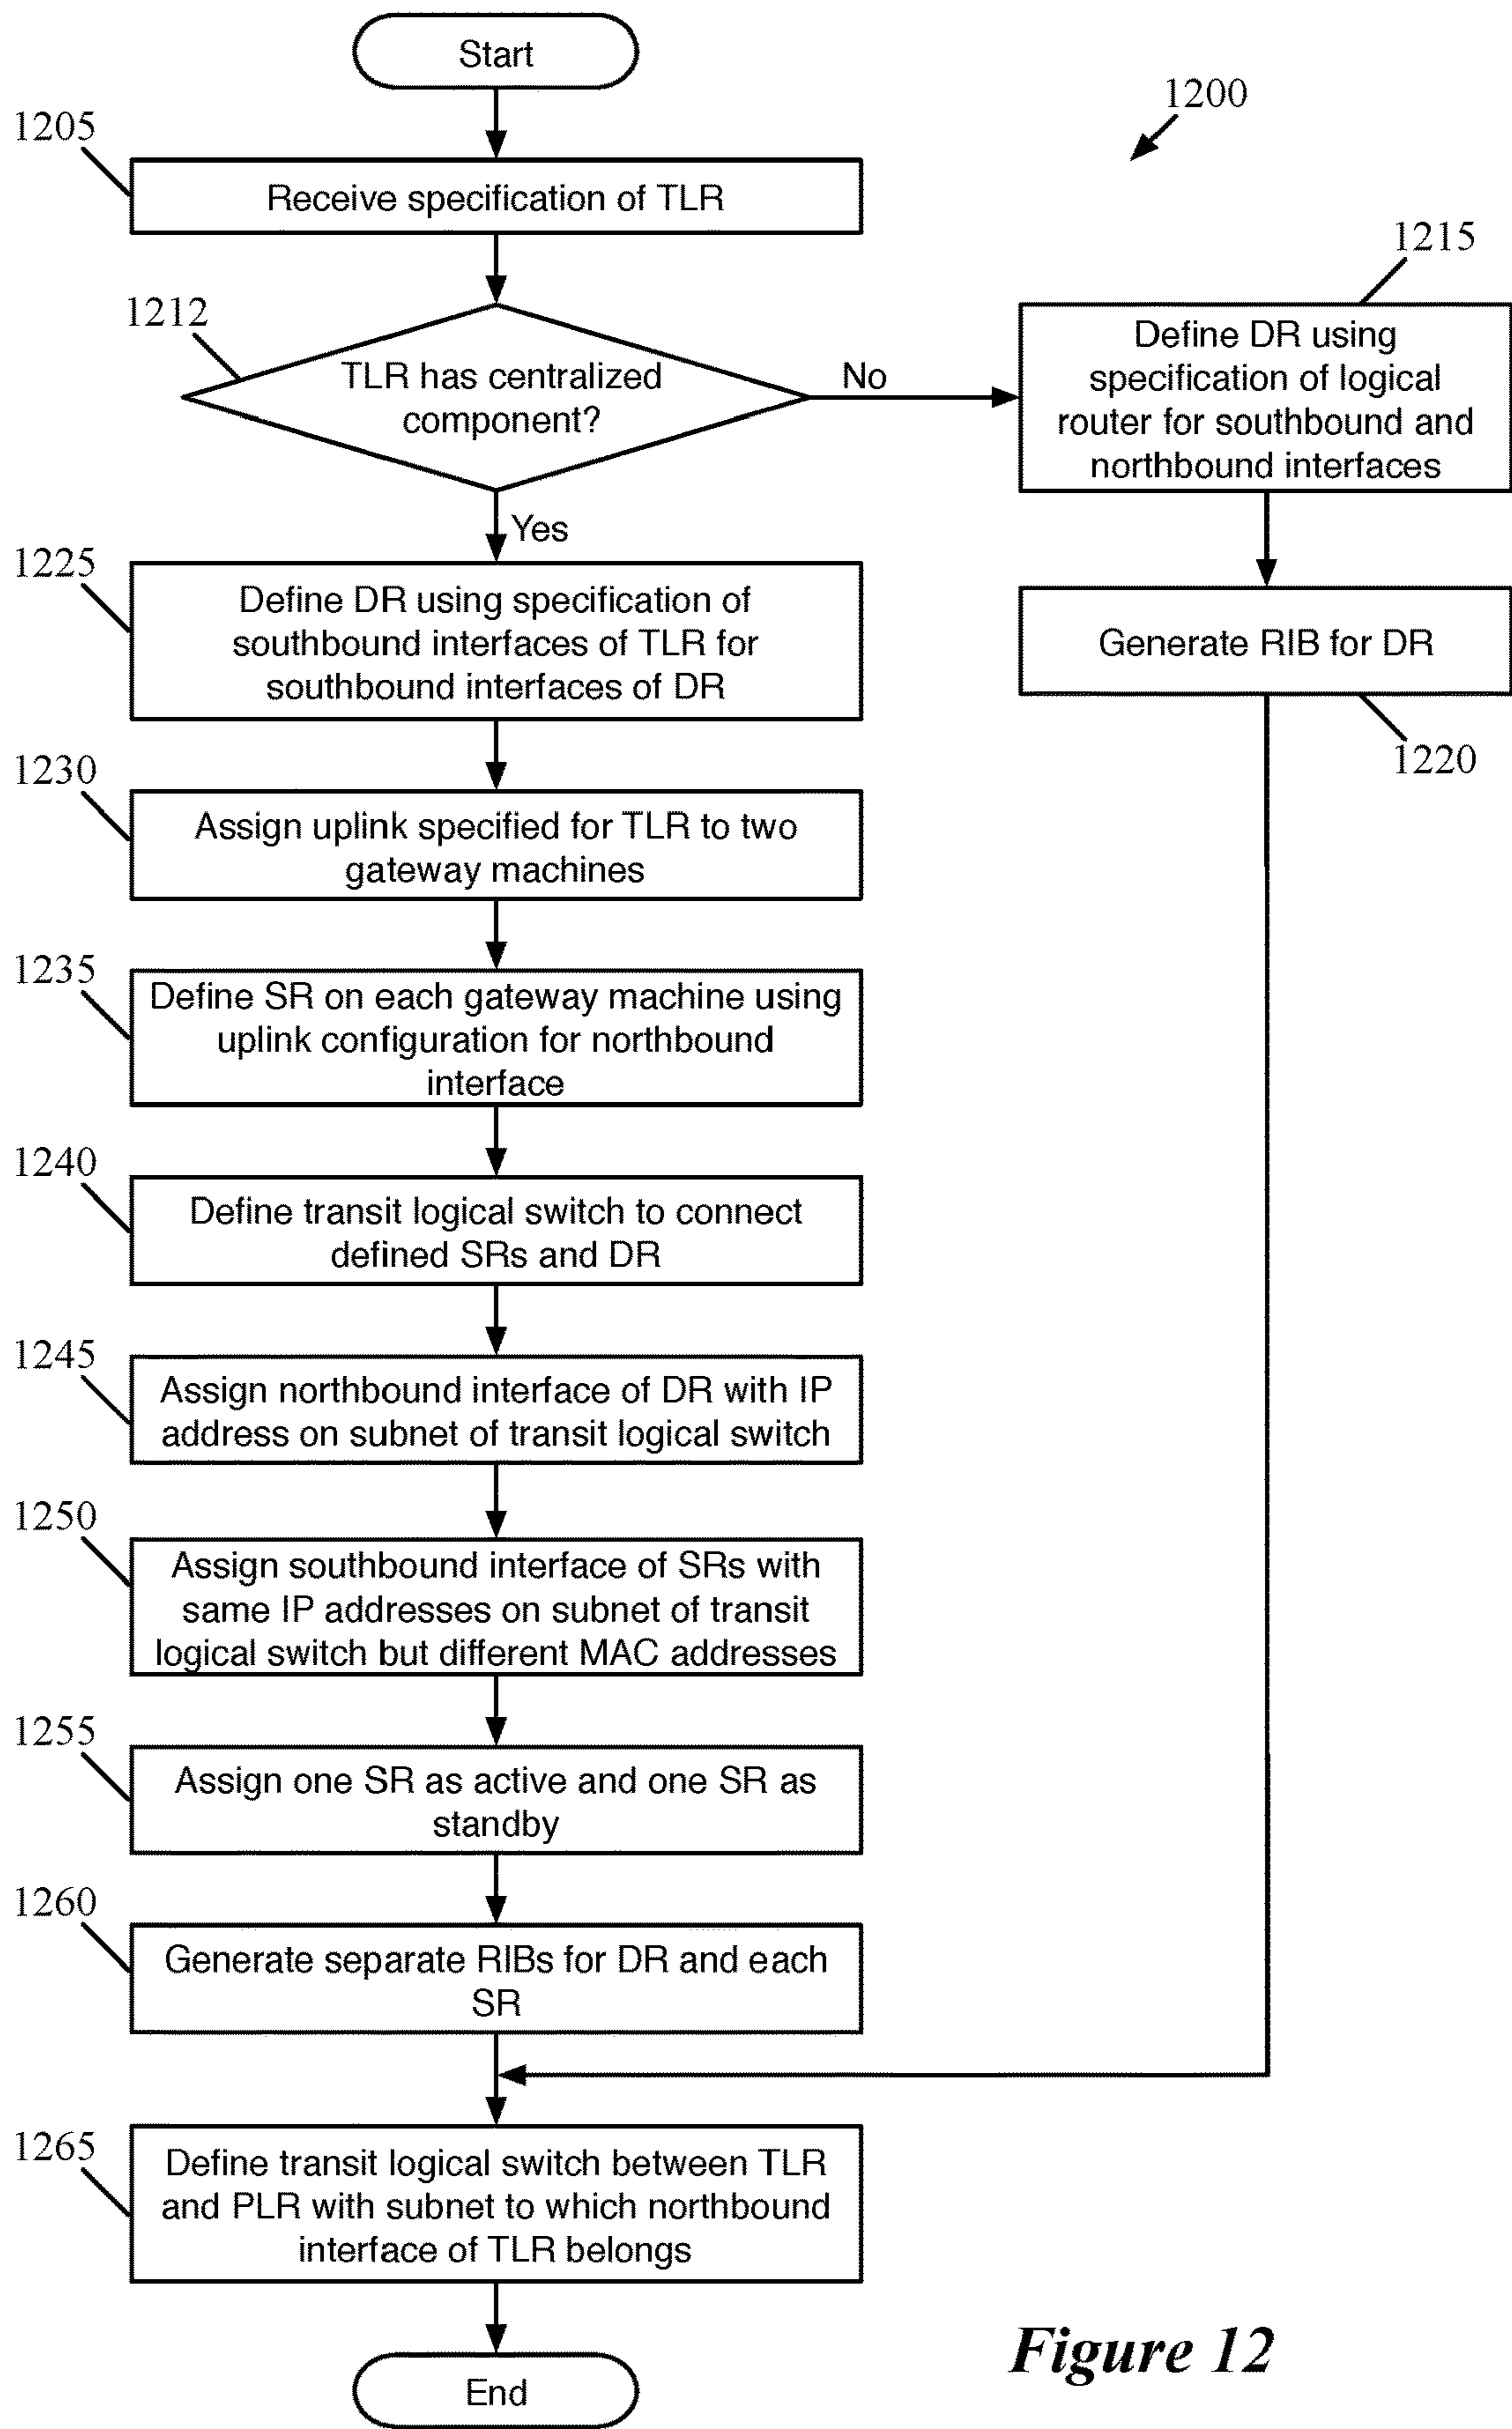 Start
1200
1205
Receive specification of TLR
1212
TLR has centralized
component?
No
Yes
1215
Define DR using
specification of logical
router for southbound and
northbound interfaces
Generate RIB for DR
1220
1225
Define DR using specification of
southbound interfaces of TLR for
southbound interfaces of DR
1230
Assign uplink specified for TLR to two
gateway machines
1235
Define SR on each gateway machine using
uplink configuration for northbound
interface
1240
Define transit logical switch to connect
defined SRs and DR
1245
Assign northbound interface of DR with IP
address on subnet of transit logical switch
1250
Assign southbound interface of SRs with
same IP addresses on subnet of transit
logical switch but different MAC addresses
1255
Assign one SR as active and one SR as
standby
1260
Generate separate RIBs for DR and each
SR
1265
Define transit logical switch between TLR
and PLR with subnet to which northbound
interface of TLR belongs
End
Figure 12